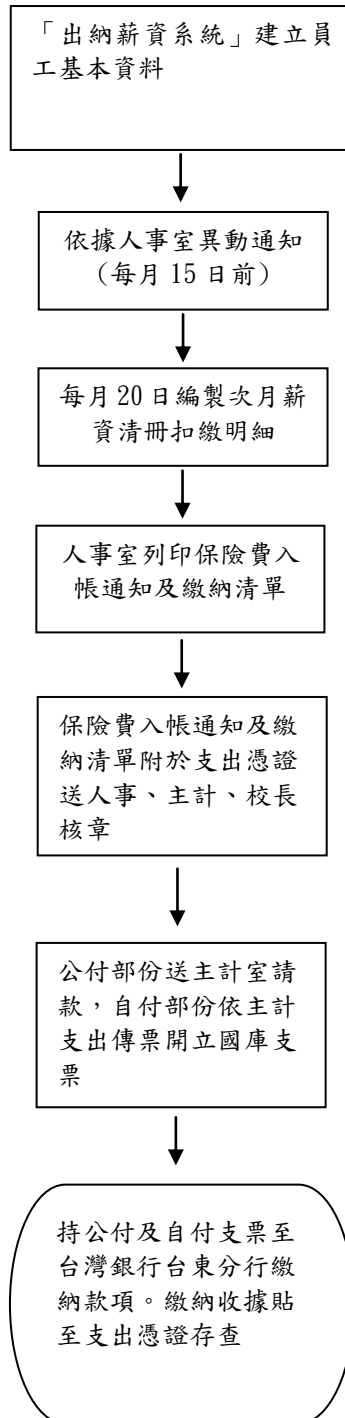 「出納薪資系統」建立員
工基本資料
依據人事室異動通知
（每月 15 日前）
每月 20 日編製次月薪
資清冊扣繳明細
人事室列印保險費入
帳通知及繳納清單
保險費入帳通知及繳
納清單附於支出憑證
送人事、主計、校長
核章
公付部份送主計室請
款，自付部份依主計
支出傳票開立國庫支
票
持公付及自付支票至
台灣銀行台東分行繳
納款項。繳納收據貼
至支出憑證存查